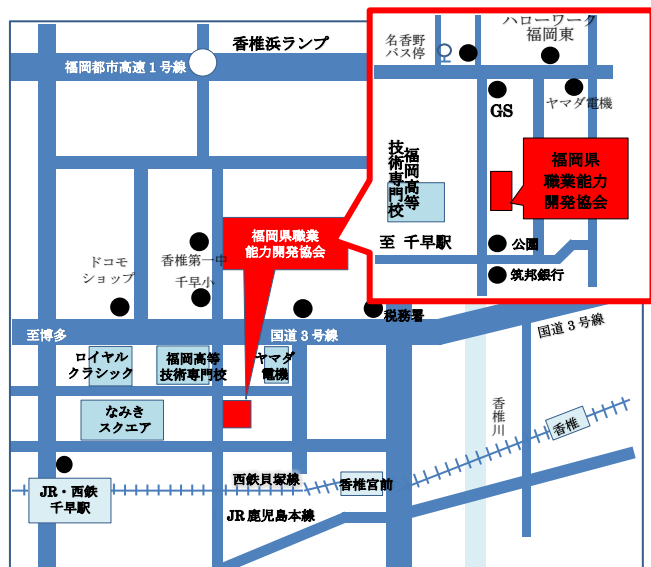 香椎浜ランプ
福岡都市高速１号線
名香野
バス停
ハローワーク
福岡東
ヤマダ電機
GS
福岡高等
技術専門校
福岡県
職業能力
開発協会
至 千早駅
公園
筑邦銀行
福岡県職業
能力開発協会
ドコモ
ショップ
香椎第一中
千早小
税務署
至博多
国道３号線
国道３号線
ロイヤル
クラシック
福岡高等
技術専門校
ヤマダ
電機
なみき
スクエア
香椎川
香椎
西鉄貝塚線
香椎宮前
JR・西鉄
千早駅
JR鹿児島本線